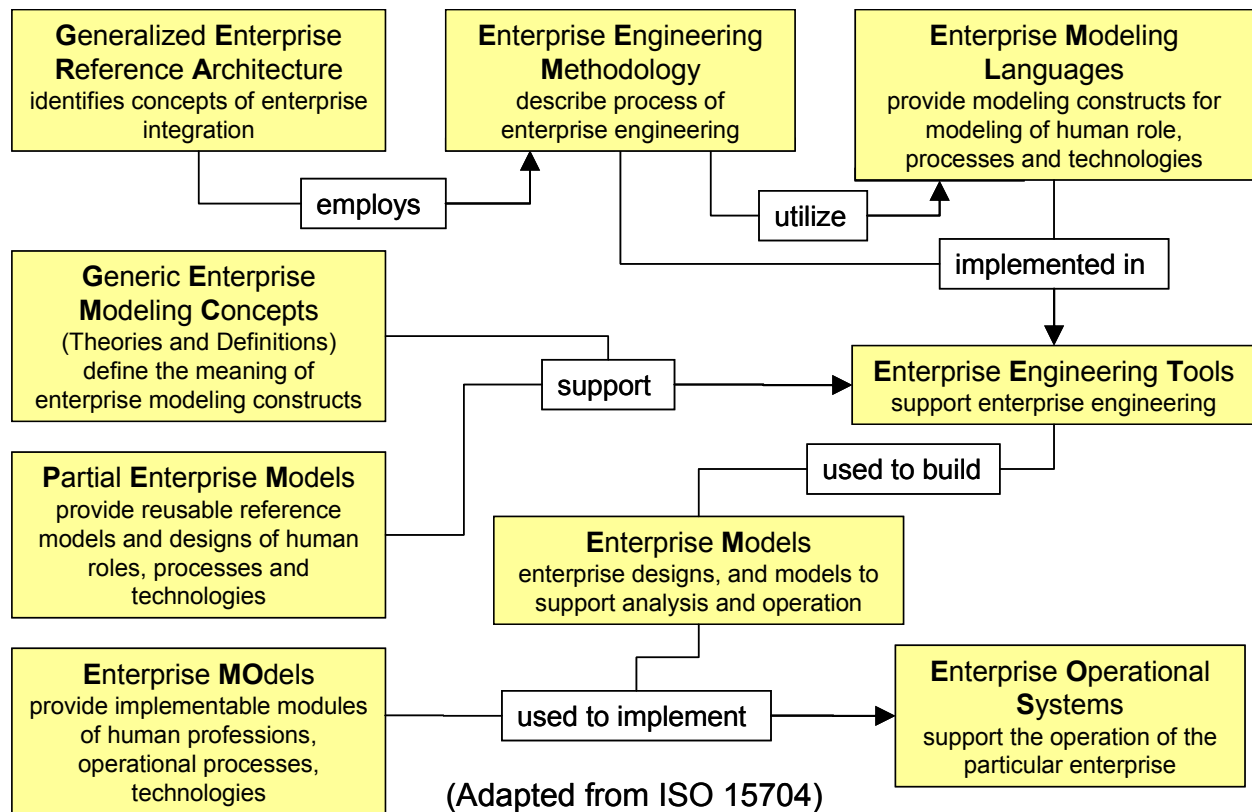 Generalized Enterprise
Reference Architecture
identifies concepts of enterprise
integration
Enterprise Engineering
Methodology
describe process of
enterprise engineering
Enterprise Modeling
Languages
provide modeling constructs for
modeling of human role,
processes and technologies
employs
utilize
implemented in
Generic Enterprise
Modeling Concepts
(Theories and Definitions)
define the meaning of
enterprise modeling constructs
support
Enterprise Engineering Tools
support enterprise engineering
used to build
Partial Enterprise Models
provide reusable reference
models and designs of human
roles, processes and
technologies
Enterprise Models
enterprise designs, and models to
support analysis and operation
Enterprise MOdels
provide implementable modules
of human professions,
operational processes,
technologies
used to implement
Enterprise Operational
Systems
support the operation of the
particular enterprise
(Adapted from ISO 15704)